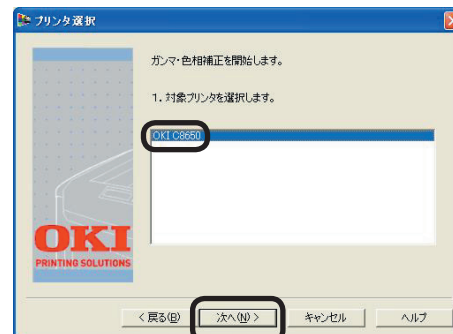 プリンタ選択
ガンマ・色相補正を開始します。
1. 対象プリンタを選択します。
OKI C8650
OKI
PRINTING SOLUTIONS
< 戻る(B)
次へ(N) >
キャンセル
ヘルプ